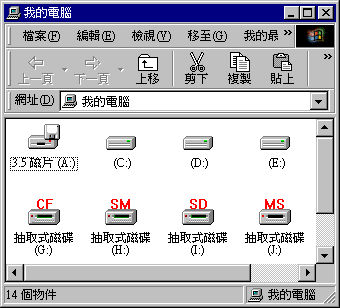 我的電腦
檔案(F) 編輯(E) 檢視(V) 移至(G) 我的最 »
上一頁 下一頁 上移 剪下 複製 貼上 »
網址(D) 我的電腦
3.5 磁片 (A:) (C:) (D:) (E:)
CF SM SD MS
抽取式磁碟 抽取式磁碟 抽取式磁碟 抽取式磁碟
(G:) (H:) (I:) (J:)
14 個物件 我的電腦